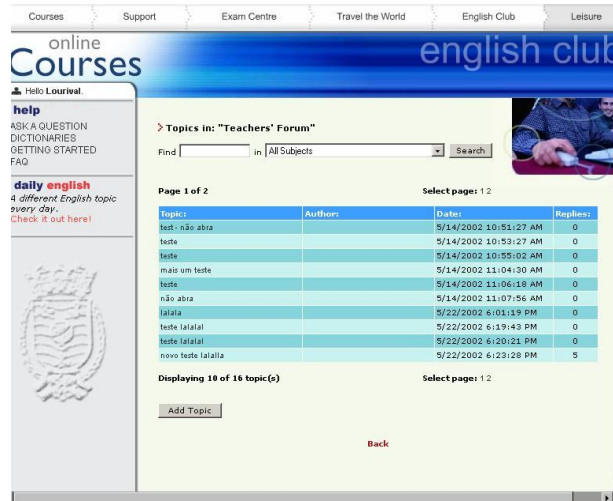 Courses Support Exam Centre Travel the World English Club Leisure
online
Courses
english club
Hello Lourival.
help
ASK A QUESTION
DICTIONARIES
GETTING STARTED
FAQ
daily english
A different English topic
every day.
Check it out here!
Topics in: "Teachers' Forum"
Find in All Subjects Search
Page 1 of 2 Select page: 1 2
Topic: Author: Date: Replies:
test - não abra 5/14/2002 10:51:27 AM 0
teste 5/14/2002 10:53:27 AM 0
teste 5/14/2002 10:55:02 AM 0
mais um teste 5/14/2002 11:04:30 AM 0
teste 5/14/2002 11:06:18 AM 0
não abra 5/14/2002 11:07:56 AM 0
lalala 5/22/2002 6:01:19 PM 0
teste lalalal 5/22/2002 6:19:43 PM 0
teste lalalal 5/22/2002 6:20:21 PM 0
novo teste lalalla 5/22/2002 6:23:28 PM 5
Displaying 10 of 16 topic(s) Select page: 1 2
Add Topic
Back